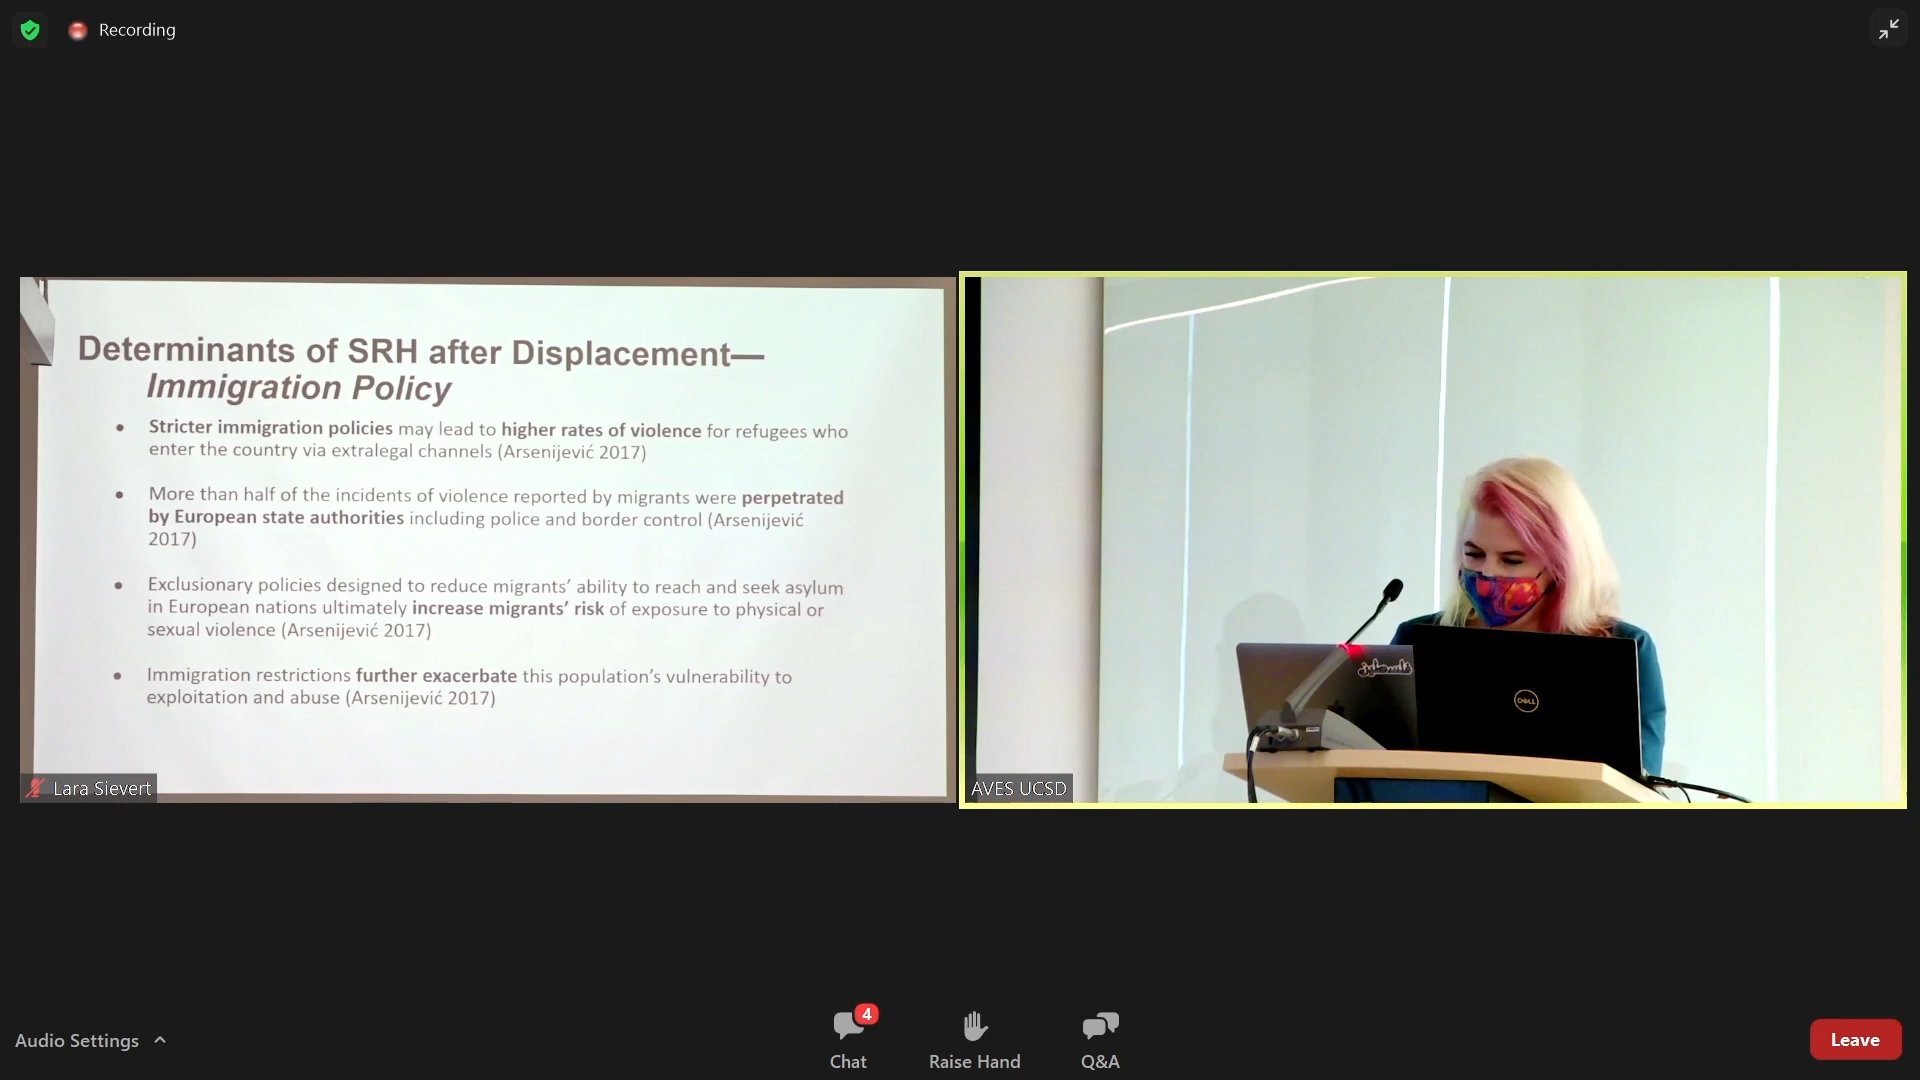 Recording
Determinants of SRH after Displacement—
Immigration Policy
• Stricter immigration policies may lead to higher rates of violence for refugees who
enter the country via extralegal channels (Arsenijević 2017)
• More than half of the incidents of violence reported by migrants were perpetrated
by European state authorities including police and border control (Arsenijević
2017)
• Exclusionary policies designed to reduce migrants’ ability to reach and seek asylum
in European nations ultimately increase migrants’ risk of exposure to physical or
sexual violence (Arsenijević 2017)
• Immigration restrictions further exacerbate this population’s vulnerability to
exploitation and abuse (Arsenijević 2017)
Lara Sievert
فلسطين
DELL
AVES UCSD
Audio Settings
4
Chat
Raise Hand
Q&A
Leave